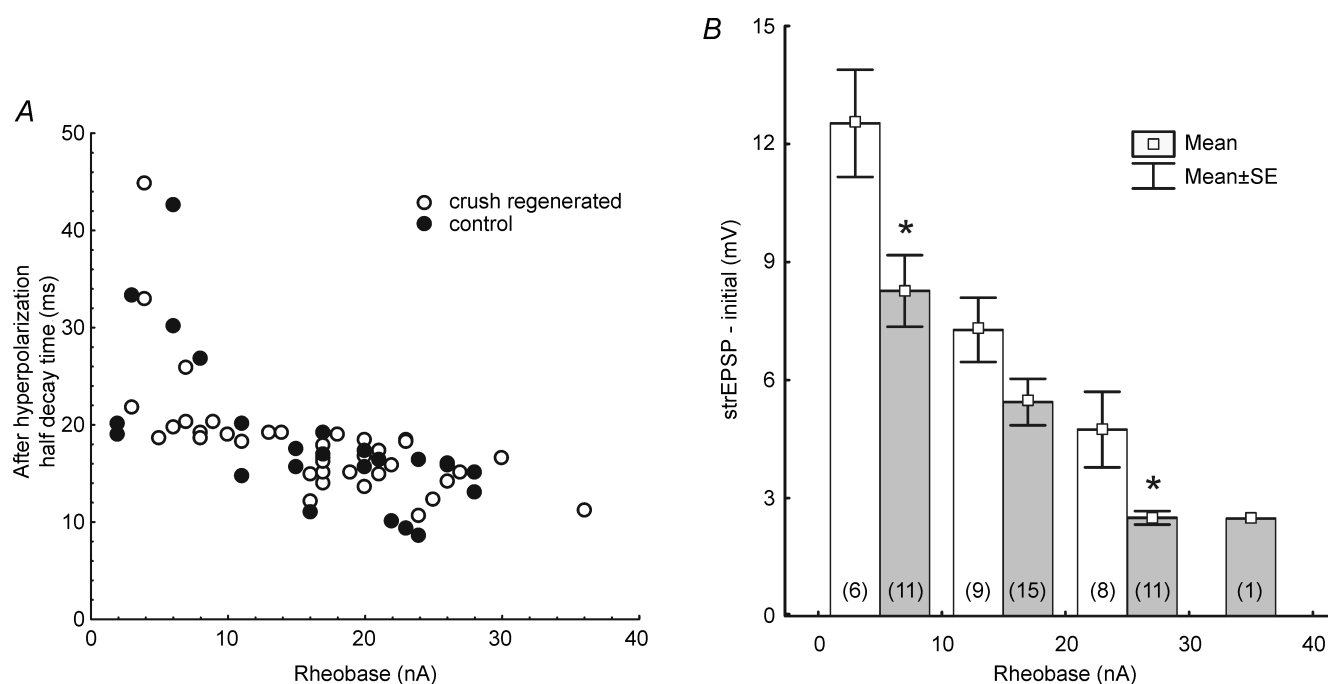 A
50
40
30
20
10
0
0 10 20 30 40
After hyperpolarization
half decay time (ms)
Rheobase (nA)
crush regenerated
control
B
15
12
9
6
3
0
0 10 20 30 40
strEPSP - initial (mV)
Rheobase (nA)
Mean
Mean±SE
*
*
(6) (11) (9) (15) (8) (11) (1)